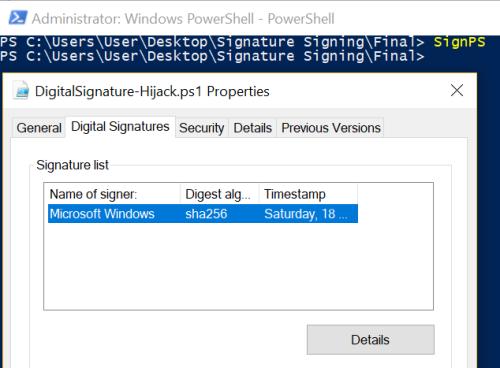 Administrator: Windows PowerShell - PowerShell
PS C:\Users\User\Desktop\Signature Signing\Final> SignPS
PS C:\Users\User\Desktop\Signature Signing\Final>
DigitalSignature-Hijack.ps1 Properties
General Digital Signatures Security Details Previous Versions
Signature list
Name of signer: Digest alg... Timestamp
Microsoft Windows sha256 Saturday, 18 ...
Details